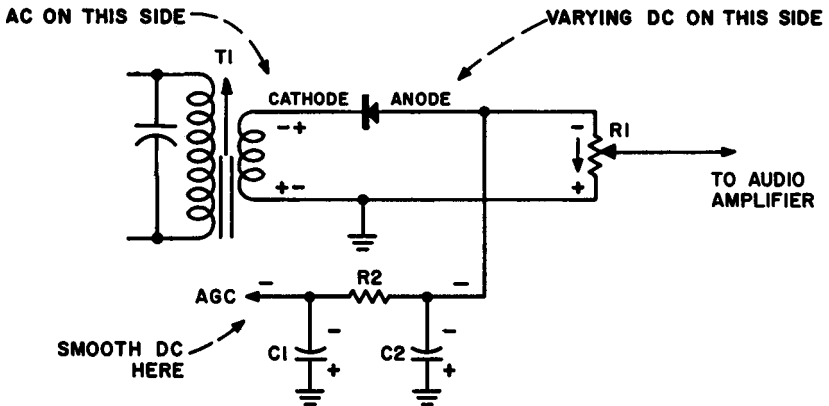 AC ON THIS SIDE
VARYING DC ON THIS SIDE
T1
CATHODE
ANODE
- +
-
R1
+
+ -
TO AUDIO
AMPLIFIER
-
R2
-
AGC
-
-
SMOOTH DC
HERE
C1
+
C2
+